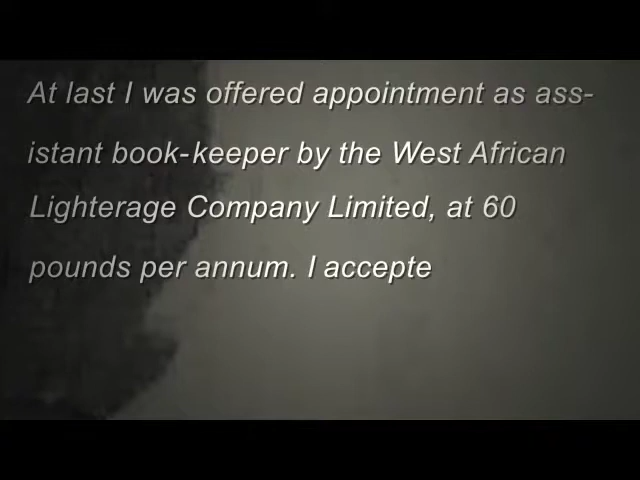 At last I was offered appointment as ass-
istant book-keeper by the West African
Lighterage Company Limited, at 60
pounds per annum. I accepte